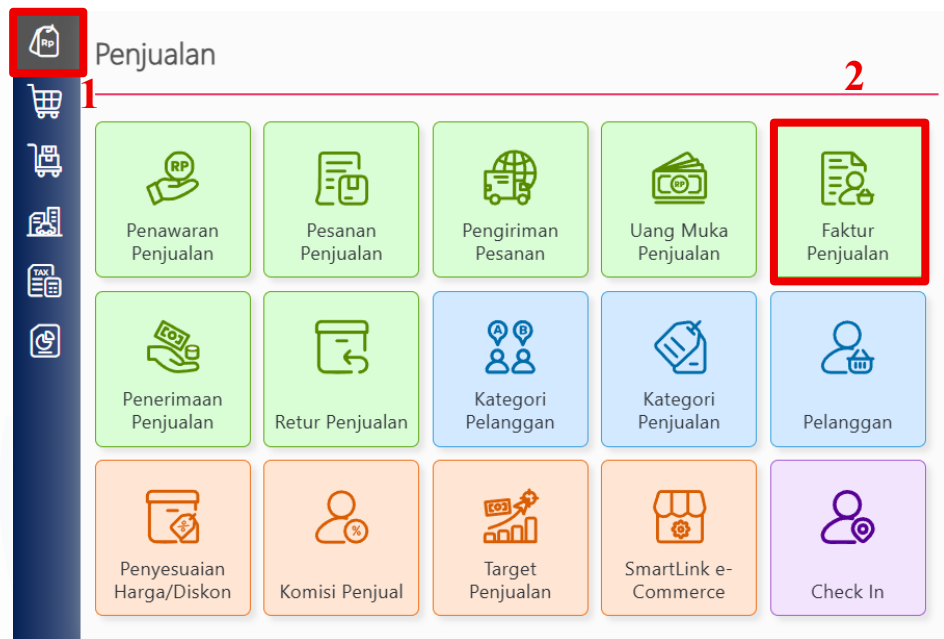 Rp
Penjualan
1
2
RP
Penawaran
Penjualan
Pesanan
Penjualan
Pengiriman
Pesanan
RP
Uang Muka
Penjualan
Faktur
Penjualan
TAX
Penerimaan
Penjualan
Retur Penjualan
A B
Kategori
Pelanggan
Kategori
Penjualan
Pelanggan
Penyesuaian
Harga/Diskon
%
Komisi Penjual
Target
Penjualan
SmartLink e-
Commerce
Check In